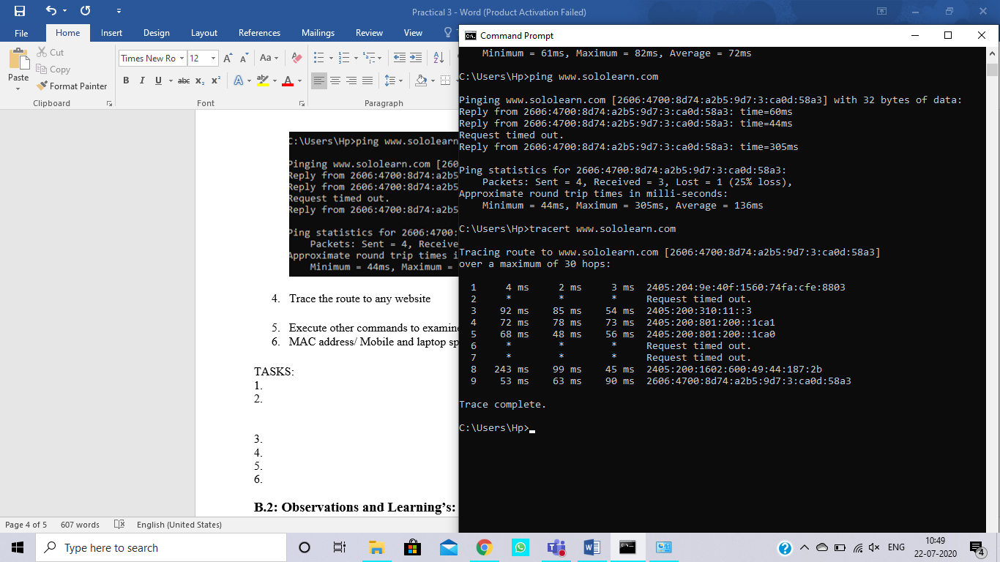 Practical 3 - Word (Product Activation Failed)
File Home Insert Design Layout References Mailings Review View
Paste
Cut
Copy
Format Painter
Clipboard
Times New Ro 12
Aa
B I U abc x₂ x²
A ab A
Font
Paragraph
C:\Users\Hp>ping www.sololearn
Pinging www.sololearn.com [260
Reply from 2606:4700:8d74:a2b5
Reply from 2606:4700:8d74:a2b5
Request timed out.
Reply from 2606:4700:8d74:a2b5
Ping statistics for 2606:4700:
Packets: Sent = 4, Receive
Approximate round trip times i
Minimum = 44ms, Maximum =
4. Trace the route to any website
5. Execute other commands to examin
6. MAC address/ Mobile and laptop sp
TASKS:
1.
2.
3.
4.
5.
6.
B.2: Observations and Learning's:
Command Prompt
Minimum = 61ms, Maximum = 82ms, Average = 72ms
C:\Users\Hp>ping www.sololearn.com
Pinging www.sololearn.com [2606:4700:8d74:a2b5:9d7:3:ca0d:58a3] with 32 bytes of data:
Reply from 2606:4700:8d74:a2b5:9d7:3:ca0d:58a3: time=60ms
Reply from 2606:4700:8d74:a2b5:9d7:3:ca0d:58a3: time=44ms
Request timed out.
Reply from 2606:4700:8d74:a2b5:9d7:3:ca0d:58a3: time=305ms
Ping statistics for 2606:4700:8d74:a2b5:9d7:3:ca0d:58a3:
Packets: Sent = 4, Received = 3, Lost = 1 (25% loss),
Approximate round trip times in milli-seconds:
Minimum = 44ms, Maximum = 305ms, Average = 136ms
C:\Users\Hp>tracert www.sololearn.com
Tracing route to www.sololearn.com [2606:4700:8d74:a2b5:9d7:3:ca0d:58a3]
over a maximum of 30 hops:
1 4 ms 2 ms 3 ms 2405:204:9e:40f:1560:74fa:cfe:8803
2 * * * Request timed out.
3 92 ms 85 ms 54 ms 2405:200:310:11::3
4 72 ms 78 ms 73 ms 2405:200:801:200::1ca1
5 68 ms 48 ms 56 ms 2405:200:801:200::1ca0
6 * * * Request timed out.
7 * * * Request timed out.
8 243 ms 99 ms 45 ms 2405:200:1602:600:49:44:187:2b
9 53 ms 63 ms 90 ms 2606:4700:8d74:a2b5:9d7:3:ca0d:58a3
Trace complete.
C:\Users\Hp>
Page 4 of 5 607 words English (United States)
Type here to search
ENG
10:49
22-07-2020
4